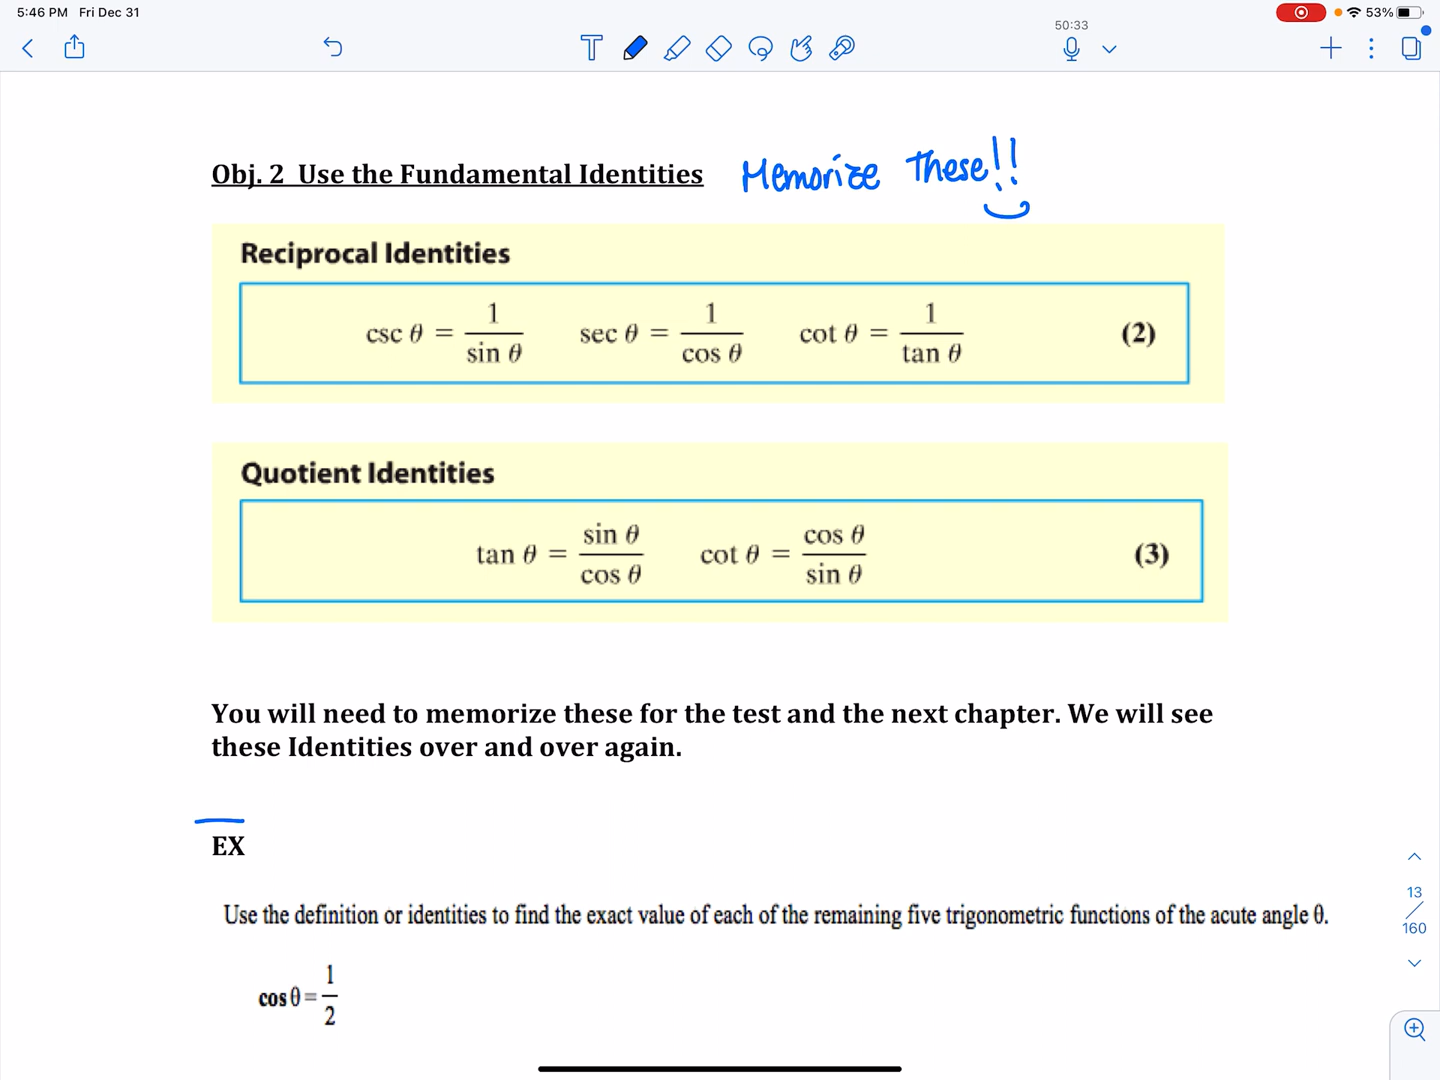 5:46 PM Fri Dec 31
53%
50:33
T
Obj. 2 Use the Fundamental Identities Memorize These!!
Reciprocal Identities
csc θ = 1/sin θ sec θ = 1/cos θ cot θ = 1/tan θ (2)
Quotient Identities
tan θ = sin θ/cos θ cot θ = cos θ/sin θ (3)
You will need to memorize these for the test and the next chapter. We will see
these Identities over and over again.
EX
Use the definition or identities to find the exact value of each of the remaining five trigonometric functions of the acute angle θ.
cos θ = 1/2
13
/
160